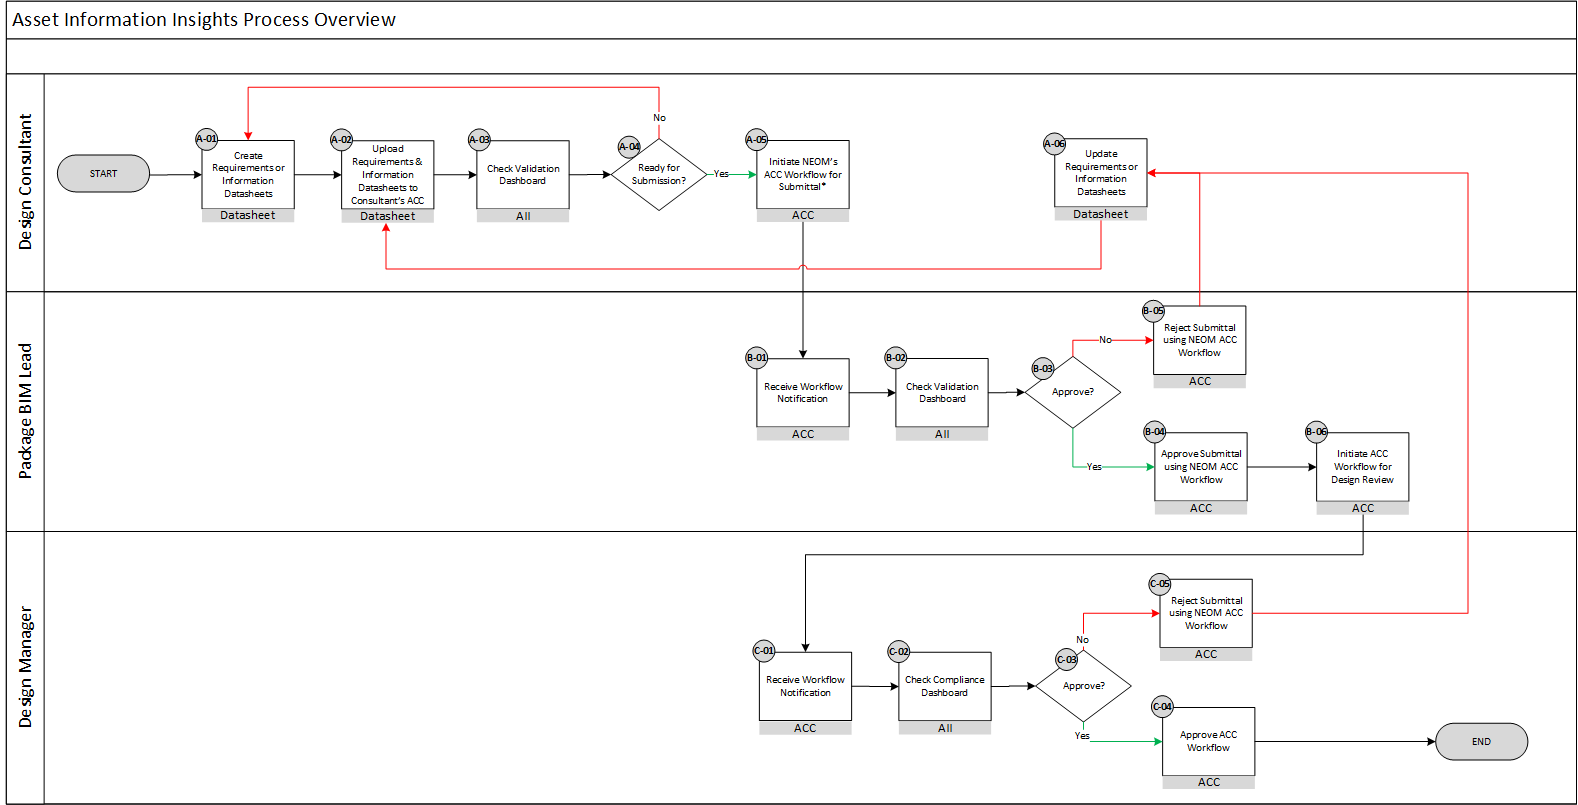 Asset Information Insights Process Overview
Design Consultant
START
A-01
Create
Requirements or
Information
Datasheets
Datasheet
A-02
Upload
Requirements &
Information
Datasheets to
Consultant's ACC
Datasheet
A-03
Check Validation
Dashboard
AII
A-04
Ready for
Submission?
No
Yes
A-05
Initiate NEOM's
ACC Workflow for
Submittal*
ACC
A-06
Update
Requirements or
Information
Datasheets
Datasheet
Package BIM Lead
B-01
Receive Workflow
Notification
ACC
B-02
Check Validation
Dashboard
AII
B-03
Approve?
No
Yes
B-05
Reject Submittal
using NEOM ACC
Workflow
ACC
B-04
Approve Submittal
using NEOM ACC
Workflow
ACC
B-06
Initiate ACC
Workflow for
Design Review
ACC
Design Manager
C-01
Receive Workflow
Notification
ACC
C-02
Check Compliance
Dashboard
AII
C-03
Approve?
No
Yes
C-05
Reject Submittal
using NEOM ACC
Workflow
ACC
C-04
Approve ACC
Workflow
ACC
END